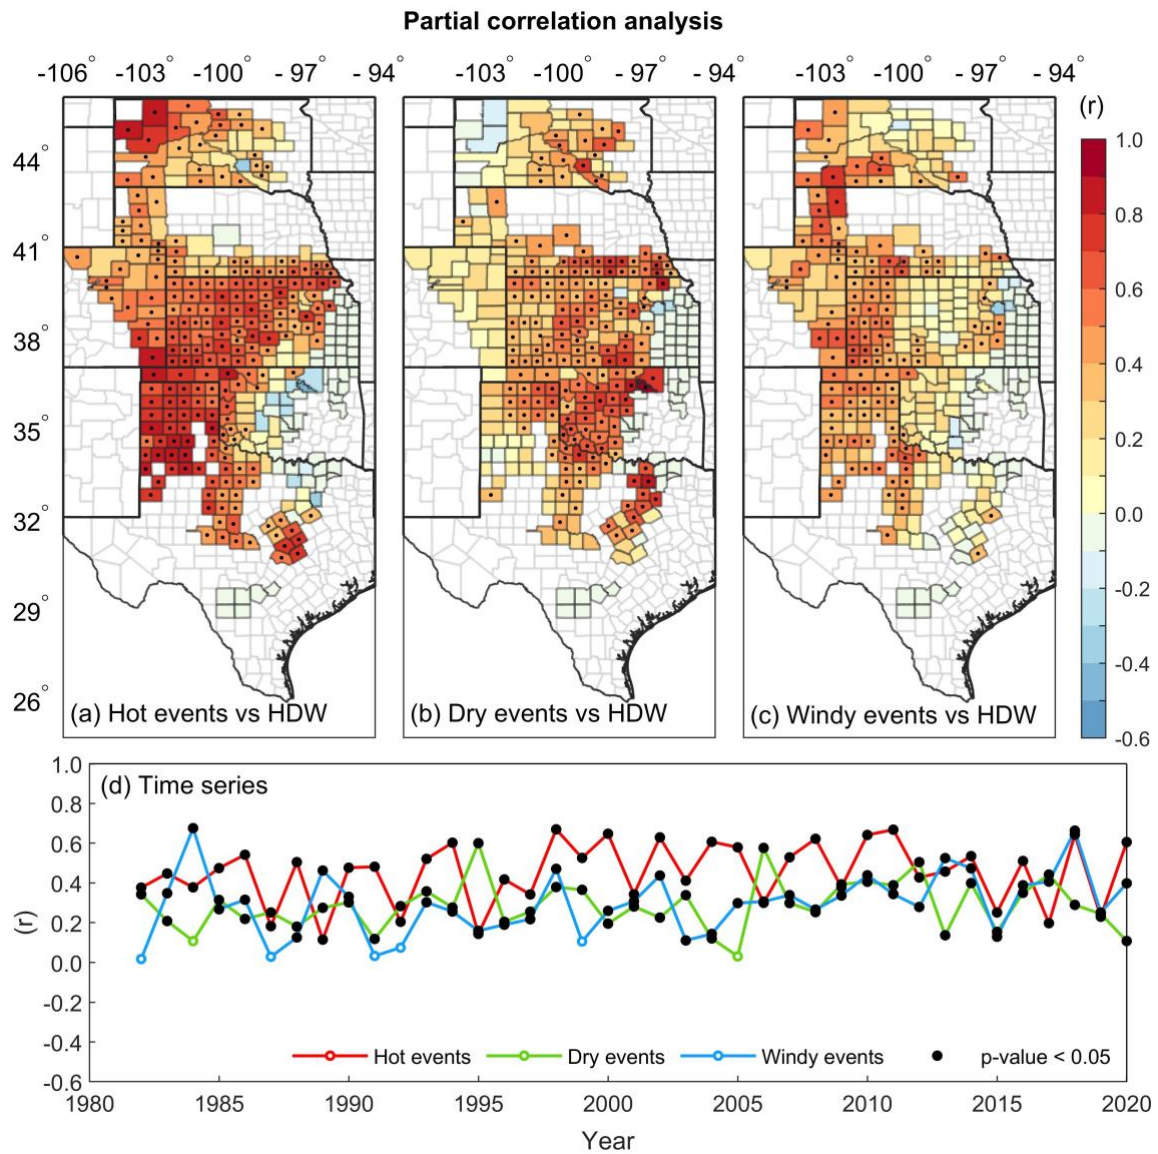 Partial correlation analysis
-106° -103° -100° -97° - 94° -103° -100° - 97° - 94° -103° -100° - 97° - 94°
(r)
44°
41°
38°
35°
32°
29°
26°
1.0
0.8
0.6
0.4
0.2
0.0
-0.2
-0.4
-0.6
(a) Hot events vs HDW
(b) Dry events vs HDW
(c) Windy events vs HDW
(d) Time series
1.0
0.8
0.6
0.4
0.2
0.0
-0.2
-0.4
-0.6
(r)
Hot events Dry events Windy events p-value < 0.05
1980 1985 1990 1995 2000 2005 2010 2015 2020
Year